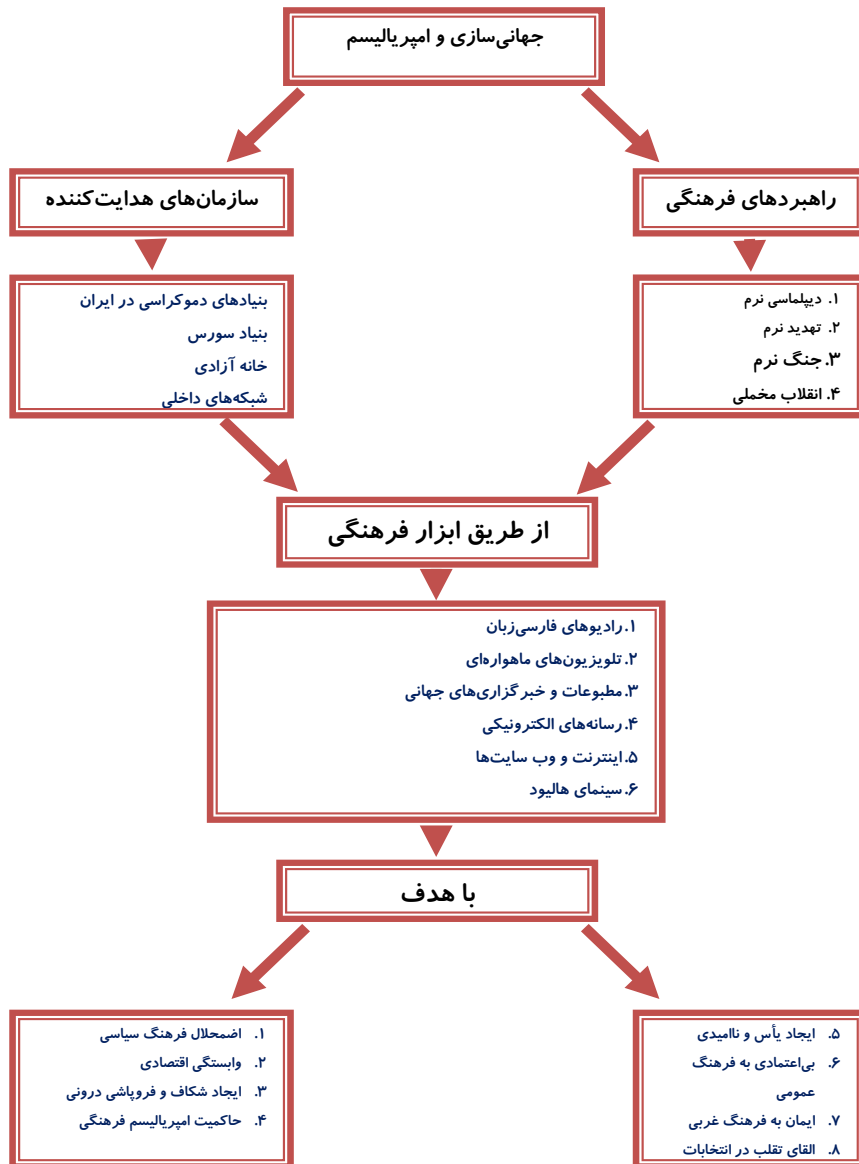 جهانی‌سازی و امپریالیسم
راهبردهای فرهنگی
سازمان‌های هدایت‌کننده
۱. دیپلماسی نرم
۲. تهدید نرم
۳. جنگ نرم
۴. انقلاب مخملی
بنیادهای دموکراسی در ایران
بنیاد سورس
خانه آزادی
شبکه‌های داخلی
از طریق ابزار فرهنگی
۱. رادیوهای فارسی‌زبان
۲. تلویزیون‌های ماهواره‌ای
۳. مطبوعات و خبرگزاری‌های جهانی
۴. رسانه‌های الکترونیکی
۵. اینترنت و وب سایت‌ها
۶. سینمای هالیود
با هدف
۱. اضمحلال فرهنگ سیاسی
۲. وابستگی اقتصادی
۳. ایجاد شکاف و فروپاشی درونی
۴. حاکمیت امپریالیسم فرهنگی
۵. ایجاد یأس و ناامیدی
۶. بی‌اعتمادی به فرهنگ
عمومی
۷. ایمان به فرهنگ غربی
۸. القای تقلب در انتخابات